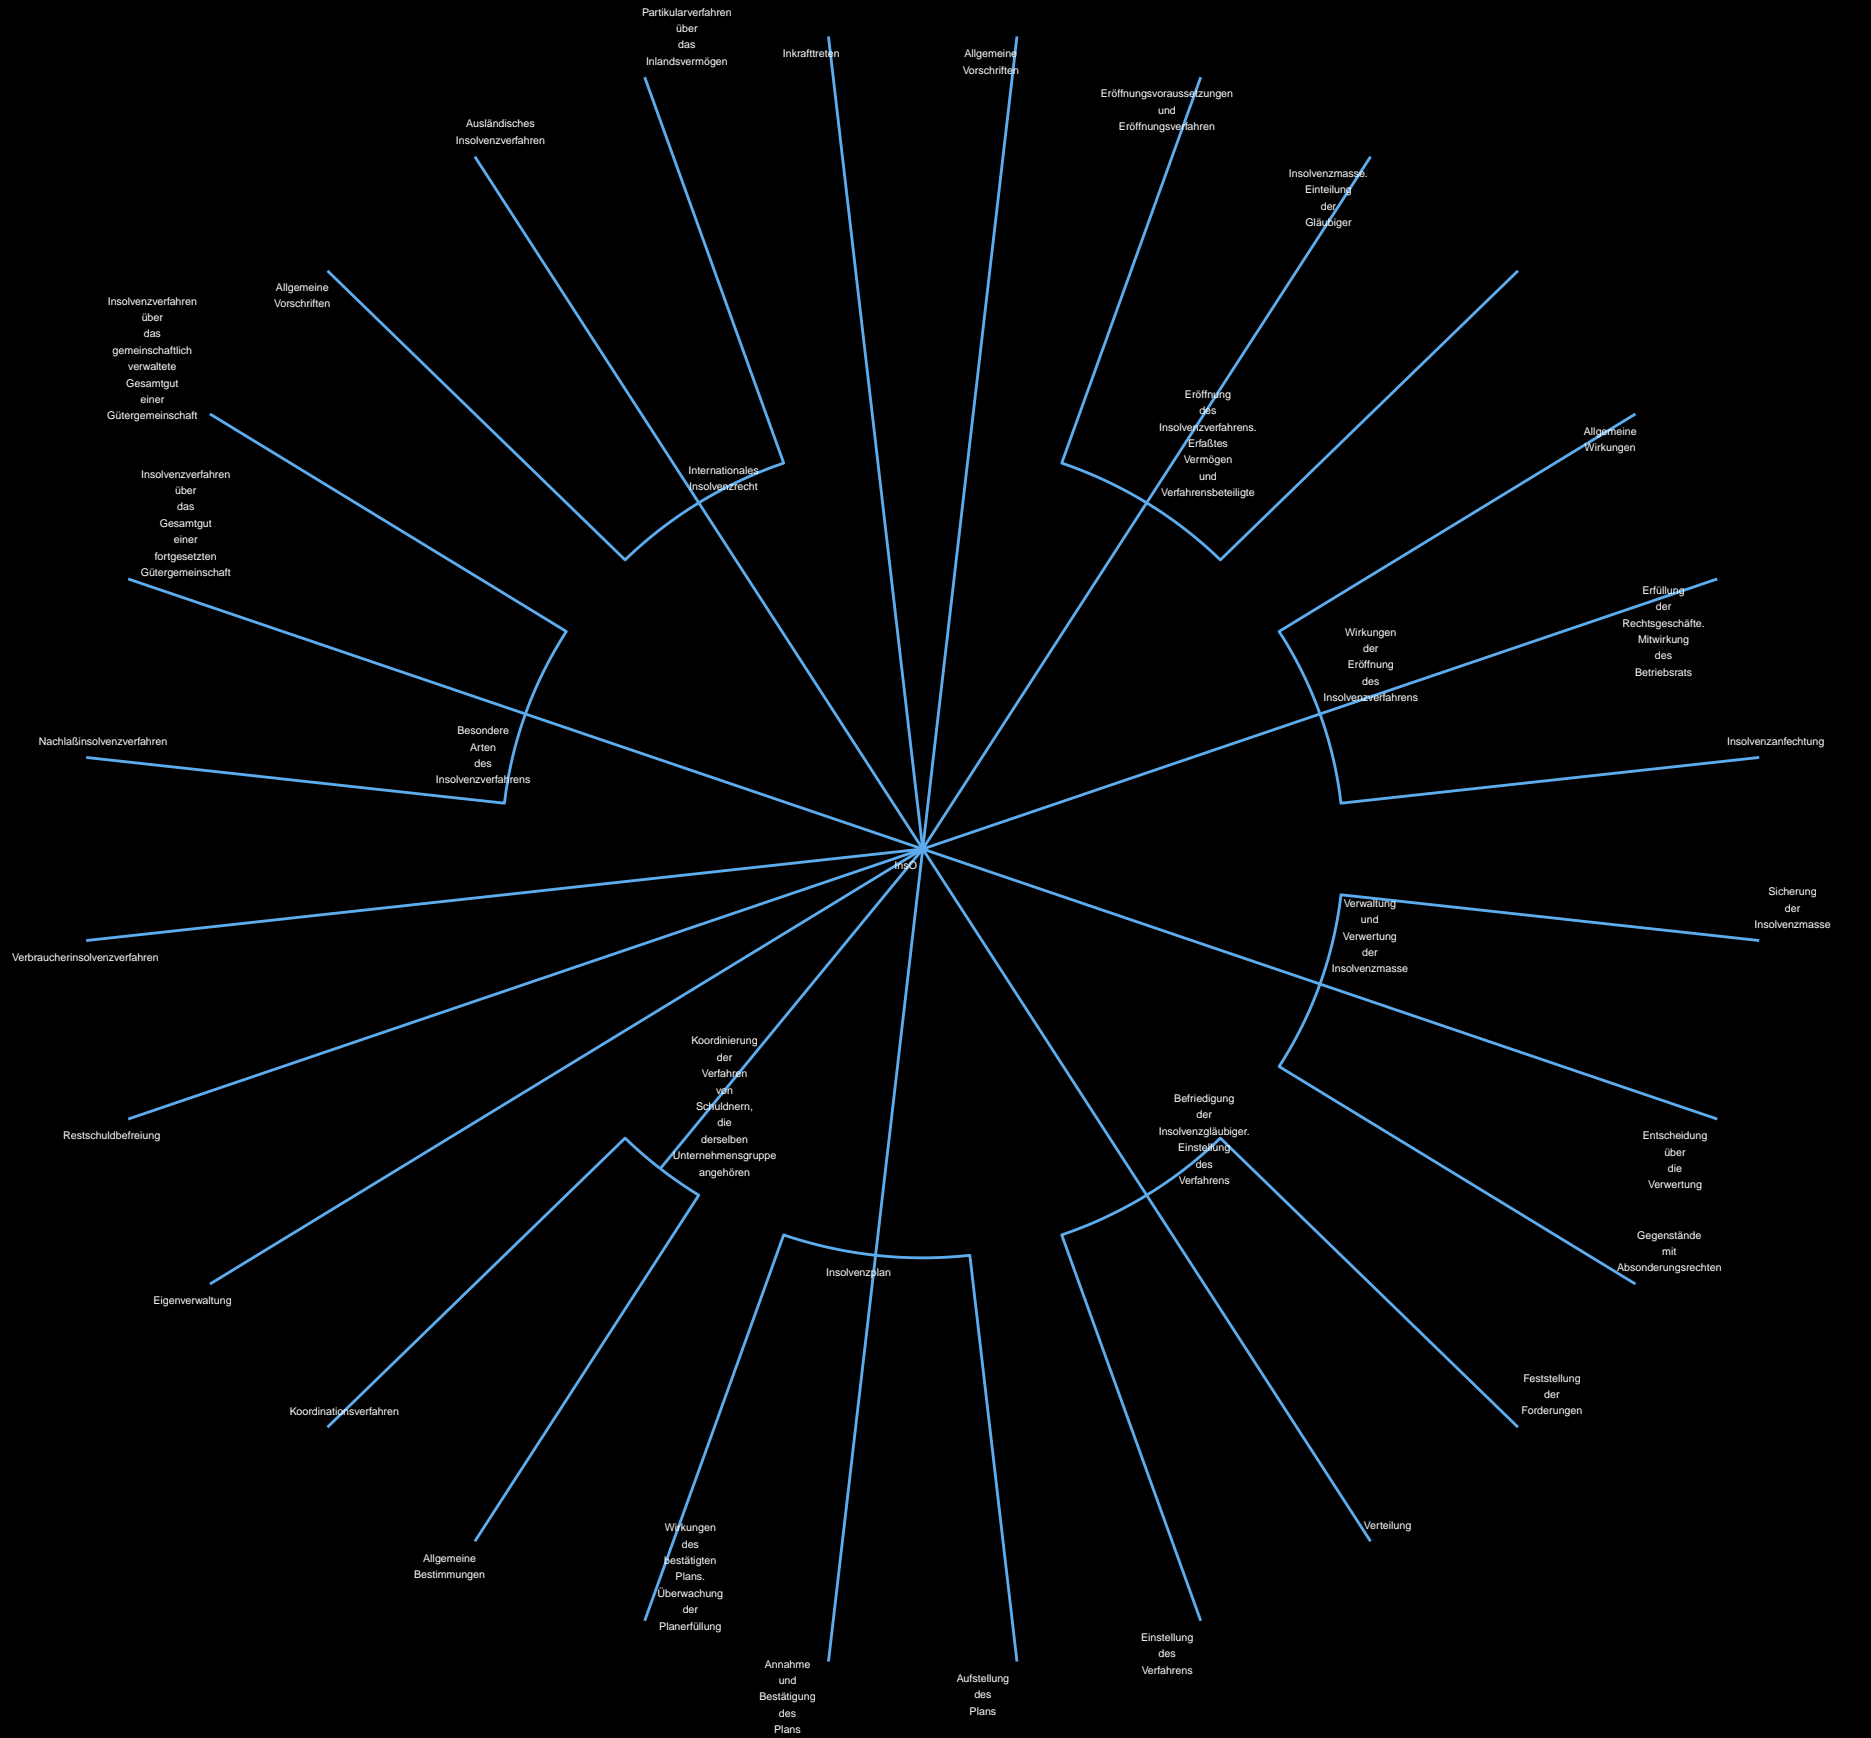 Partikularverfahren
über
das
Inlandsvermögen
Inkrafttreten
Allgemeine
Vorschriften
Eröffnungsvoraussetzungen
und
Eröffnungsverfahren
Ausländisches
Insolvenzverfahren
Insolvenzmasse.
Einteilung
der
Gläubiger
Allgemeine
Vorschriften
Insolvenzverfahren
über
das
gemeinschaftlich
verwaltete
Gesamtgut
einer
Gütergemeinschaft
Eröffnung
des
Insolvenzverfahrens.
Erfaßtes
Vermögen
und
Verfahrensbeteiligte
Allgemeine
Wirkungen
Internationales
Insolvenzrecht
Insolvenzverfahren
über
das
Gesamtgut
einer
fortgesetzten
Gütergemeinschaft
Erfüllung
der
Rechtsgeschäfte.
Mitwirkung
des
Betriebsrats
Wirkungen
der
Eröffnung
des
Insolvenzverfahrens
Besondere
Arten
des
Insolvenzverfahrens
Nachlaßinsolvenzverfahren
Insolvenzanfechtung
InsO
Sicherung
der
Insolvenzmasse
Verwaltung
und
Verwertung
der
Insolvenzmasse
Verbraucherinsolvenzverfahren
Koordinierung
der
Verfahren
von
Schuldnern,
die
derselben
Unternehmensgruppe
angehören
Befriedigung
der
Insolvenzgläubiger.
Einstellung
des
Verfahrens
Restschuldbefreiung
Entscheidung
über
die
Verwertung
Gegenstände
mit
Absonderungsrechten
Insolvenzplan
Eigenverwaltung
Feststellung
der
Forderungen
Koordinationsverfahren
Verteilung
Wirkungen
des
bestätigten
Plans.
Überwachung
der
Planerfüllung
Allgemeine
Bestimmungen
Einstellung
des
Verfahrens
Annahme
und
Bestätigung
des
Plans
Aufstellung
des
Plans